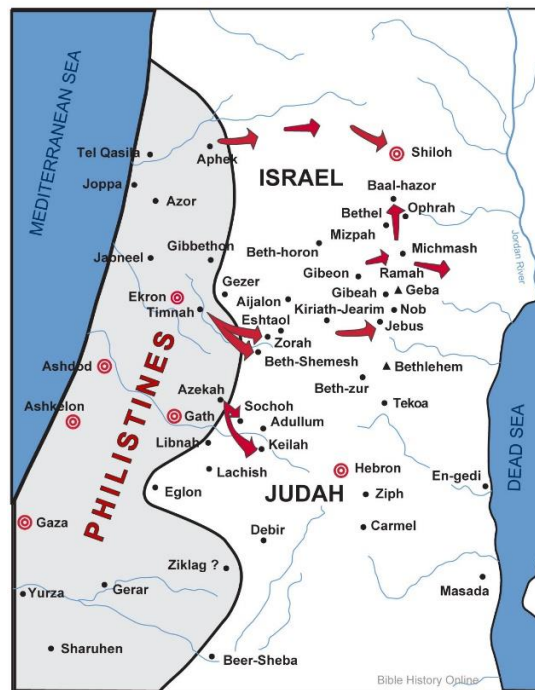 MEDITERRANEAN SEA
Tel Qasila
Aphek
Shiloh
ISRAEL
Joppa
Azor
Baal-hazor
Ophrah
Bethel
Mizpah
Beth-horon
Gibbethon
Jabneel
Michmash
Jordan River
Gibeon
Ramah
Gezer
Ekron
Timnah
Aijalon
Gibeah
Geba
Eshtaol
Kiriath-Jearim
Nob
Jebus
Zorah
Beth-Shemesh
Ashdod
Bethlehem
Beth-zur
Azekah
Ashkelon
Gath
Sochoh
Tekoa
Adullum
PHILISTINES
Libnah
Keilah
Lachish
Hebron
En-gedi
DEAD SEA
Eglon
JUDAH
Ziph
Gaza
Debir
Carmel
Ziklag ?
Yurza
Gerar
Masada
Sharuhen
Beer-Sheba
Bible History Online